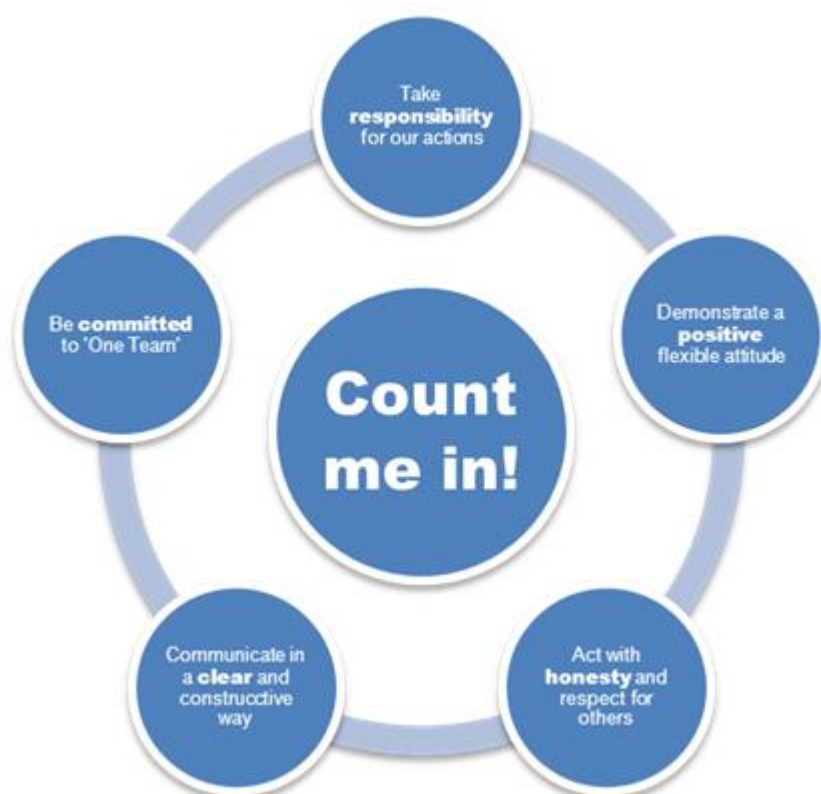 Take
responsibility
for our actions
Demonstrate a
positive
flexible attitude
Act with
honesty and
respect for
others
Communicate in
a clear and
construcctive
way
Be committed
to 'One Team'
Count
me in!